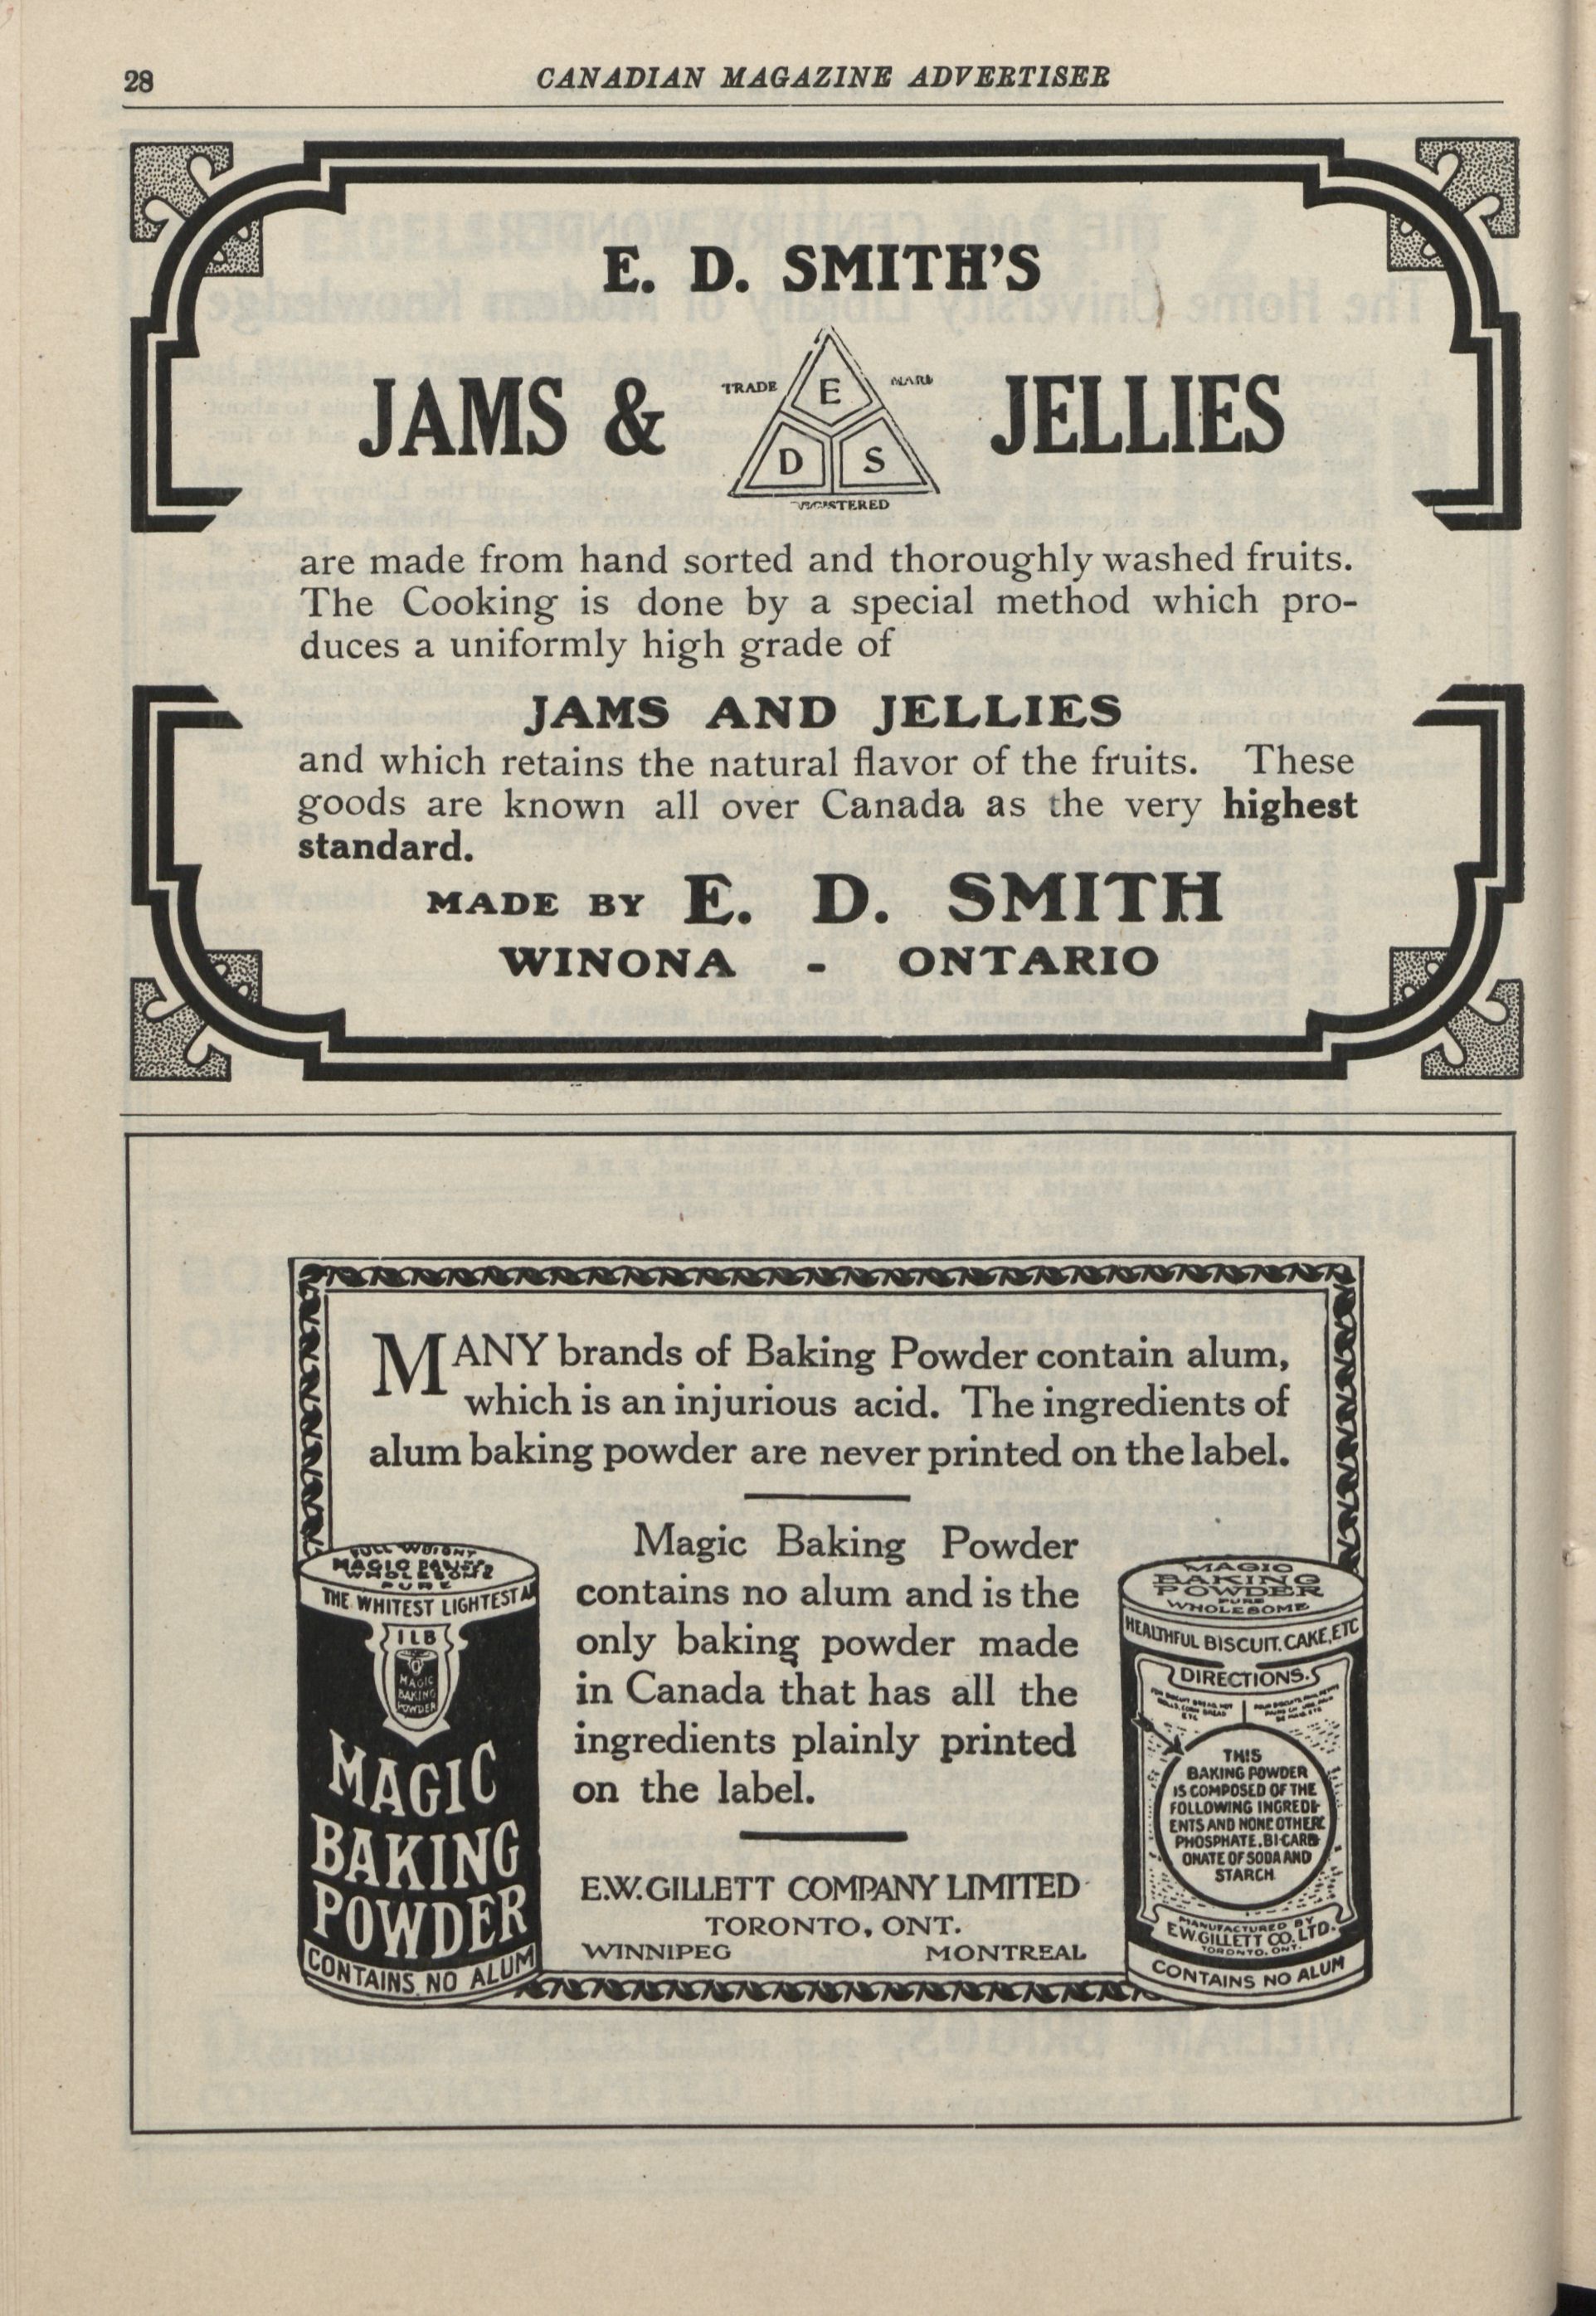 28
CANADIAN MAGAZINE ADVERTISER
E. D. SMITH'S
JAMS &
TRADE
MARK
E
D
S
REGISTERED
JELLIES
are made from hand sorted and thoroughly washed fruits.
The Cooking is done by a special method which pro-
duces a uniformly high grade of
JAMS AND JELLIES
and which retains the natural flavor of the fruits. These
goods are known all over Canada as the very highest
standard.
MADE BY E. D. SMITH
WINONA - ONTARIO
MANY brands of Baking Powder contain alum,
which is an injurious acid. The ingredients of
alum baking powder are never printed on the label.
Magic Baking Powder
contains no alum and is the
only baking powder made
in Canada that has all the
ingredients plainly printed
on the label.
E.W.GILLETT COMPANY LIMITED
TORONTO, ONT.
WINNIPEG MONTREAL
FULL WEIGHT
MAGIC
WHOLESOME
PURE
THE WHITEST LIGHTEST
1LB
MAGIC
BAKING
POWDER
MAGIC
BAKING
POWDER
CONTAINS NO ALUM
MAGIC
BAKING
POWDER
PURE
WHOLESOME
HEALTHFUL BISCUIT, CAKE, ETC
DIRECTIONS.
THIS
BAKING POWDER
IS COMPOSED OF THE
FOLLOWING INGREDI-
ENTS AND NONE OTHER:
PHOSPHATE, BI-CARB-
ONATE OF SODA AND
STARCH
MANUFACTURED BY
E.W.GILLETT CO. LTD.
TORONTO, ONT.
CONTAINS NO ALUM